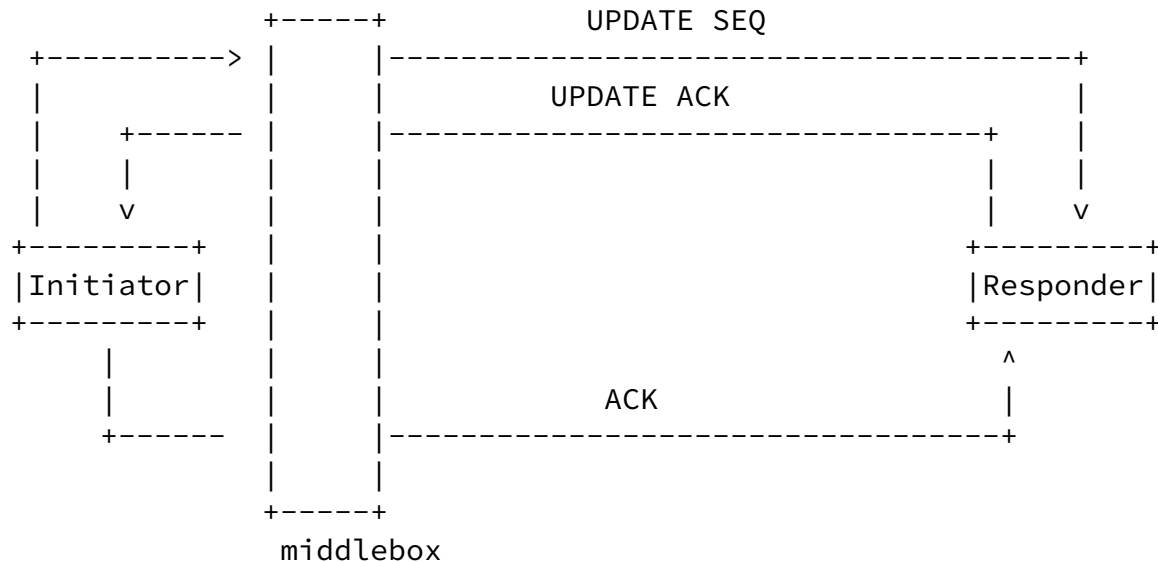 UPDATE SEQ
UPDATE ACK
Initiator
Responder
ACK
middlebox